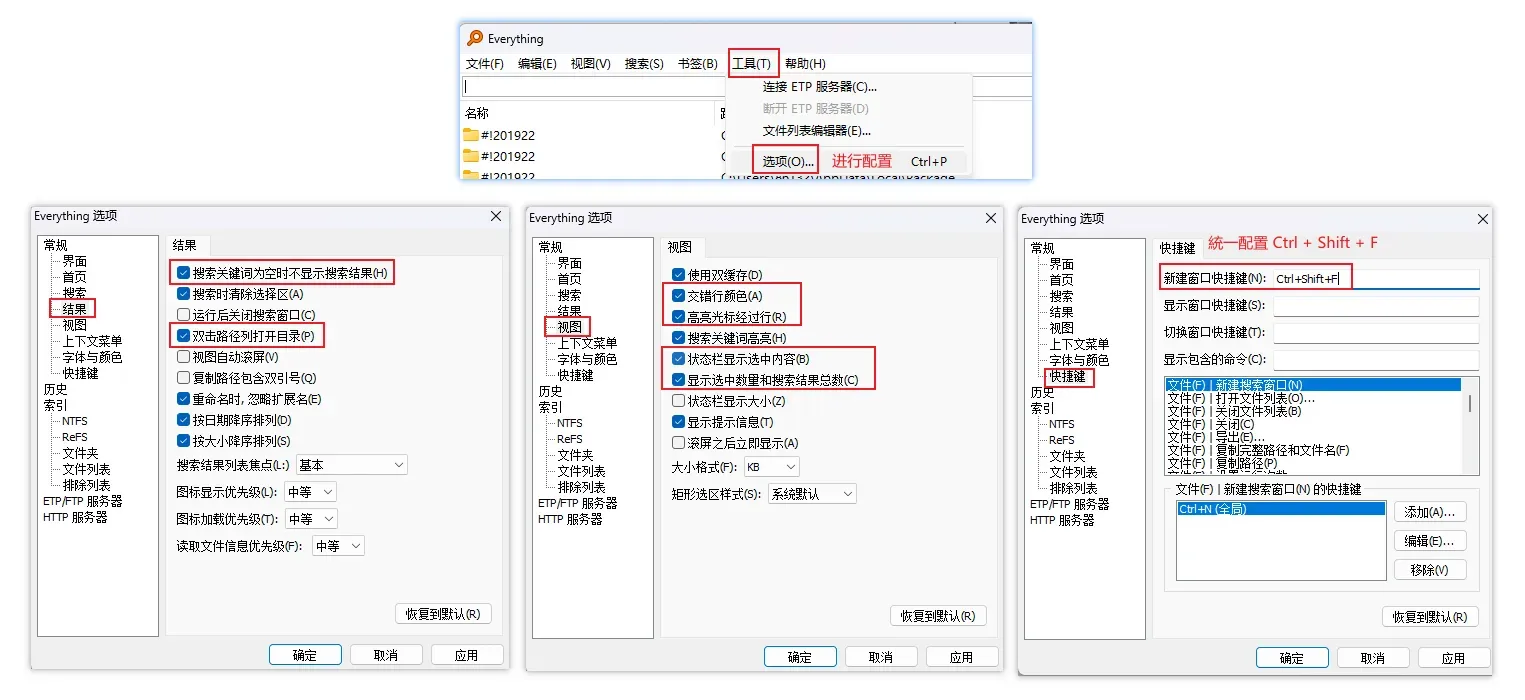 Everything
文件(F) 编辑(E) 视图(V) 搜索(S) 书签(B) 工具(T) 帮助(H)
连接 ETP 服务器(C)...
断开 ETP 服务器(D)
文件列表编辑器(E)...
选项(O)... 进行配置 Ctrl+P
名称
#!201922
#!201922
#!201922
Everything 选项
常规
界面
首页
搜索
结果
视图
上下文菜单
字体与颜色
快捷键
历史
索引
NTFS
ReFS
文件夹
文件列表
排除列表
ETP/FTP 服务器
HTTP 服务器
结果
搜索关键词为空时不显示搜索结果(H)
搜索时清除选择区(A)
运行后关闭搜索窗口(C)
双击路径列打开目录(P)
视图自动滚屏(V)
复制路径包含双引号(Q)
重命名时, 忽略扩展名(E)
按日期降序排列(D)
按大小降序排列(S)
搜索结果列表焦点(L:) 基本
图标显示优先级(L): 中等
图标加载优先级(T): 中等
读取文件信息优先级(F): 中等
恢复到默认(R)
确定 取消 应用
Everything 选项
常规
界面
首页
搜索
结果
视图
上下文菜单
字体与颜色
快捷键
历史
索引
NTFS
ReFS
文件夹
文件列表
排除列表
ETP/FTP 服务器
HTTP 服务器
视图
使用双缓存(D)
交错行颜色(A)
高亮光标经过行(R)
搜索关键词高亮(H)
状态栏显示选中内容(B)
显示选中数量和搜索结果总数(C)
状态栏显示大小(Z)
显示提示信息(T)
滚屏之后立即显示(A)
大小格式(F): KB
矩形选区样式(S): 系统默认
恢复到默认(R)
确定 取消 应用
Everything 选项
常规
界面
首页
搜索
结果
视图
上下文菜单
字体与颜色
快捷键
历史
索引
NTFS
ReFS
文件夹
文件列表
排除列表
ETP/FTP 服务器
HTTP 服务器
快捷键 統一配置 Ctrl + Shift + F
新建窗口快捷键(N): Ctrl+Shift+F
显示窗口快捷键(S):
切换窗口快捷键(T):
显示包含的命令(C):
文件(F) | 新建搜索窗口(N)
文件(F) | 打开文件列表(O)...
文件(F) | 关闭文件列表(B)
文件(F) | 关闭(C)
文件(F) | 导出(E)...
文件(F) | 复制完整路径和文件名(F)
文件(F) | 复制路径(P)
文件(F) | 新建搜索窗口(N) 的快捷键
Ctrl+N (全局)
添加(A)...
编辑(E)...
移除(V)
恢复到默认(R)
确定 取消 应用